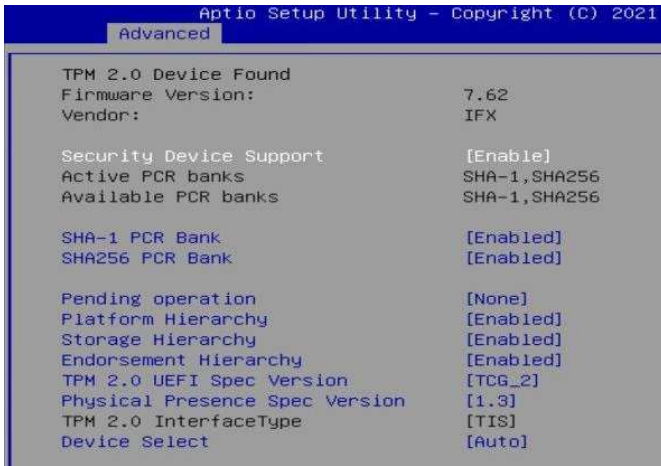 Aptio Setup Utility – Copyright (C) 2021
Advanced
TPM 2.0 Device Found
Firmware Version: 7.62
Vendor: IFX
Security Device Support [Enable]
Active PCR banks SHA-1,SHA256
Available PCR banks SHA-1,SHA256
SHA-1 PCR Bank [Enabled]
SHA256 PCR Bank [Enabled]
Pending operation [None]
Platform Hierarchy [Enabled]
Storage Hierarchy [Enabled]
Endorsement Hierarchy [Enabled]
TPM 2.0 UEFI Spec Version [TCG_2]
Physical Presence Spec Version [1.3]
TPM 2.0 InterfaceType [TIS]
Device Select [Auto]